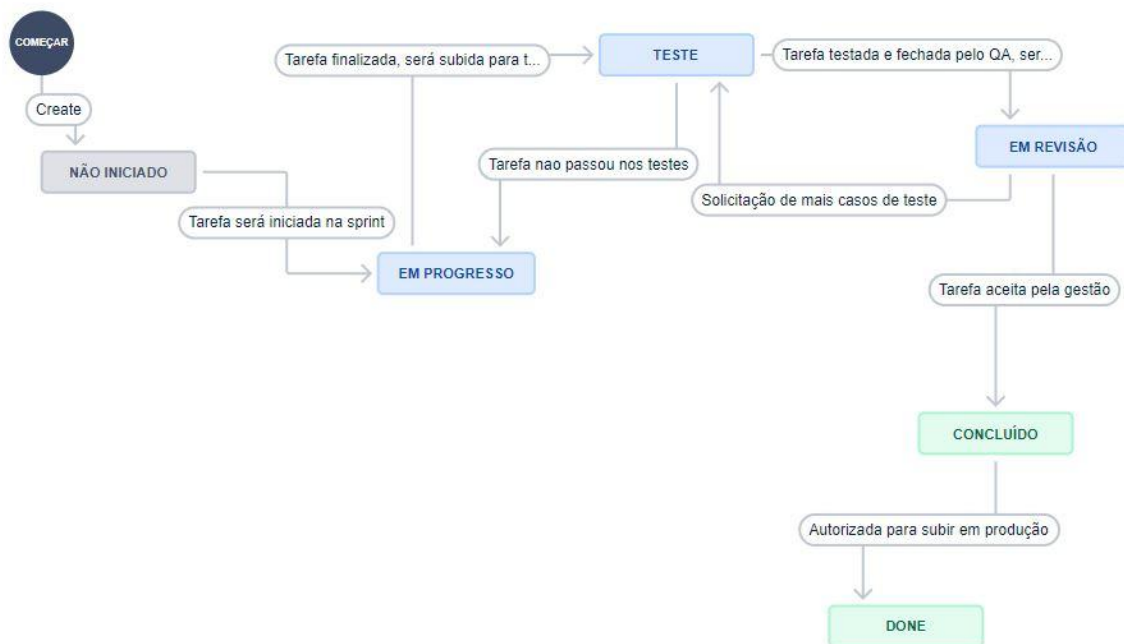 COMEÇAR
Create
NÃO INICIADO
Tarefa será iniciada na sprint
EM PROGRESSO
Tarefa finalizada, será subida para t...
TESTE
Tarefa nao passou nos testes
Tarefa testada e fechada pelo QA, ser...
EM REVISÃO
Solicitação de mais casos de teste
Tarefa aceita pela gestão
CONCLUÍDO
Autorizada para subir em produção
DONE